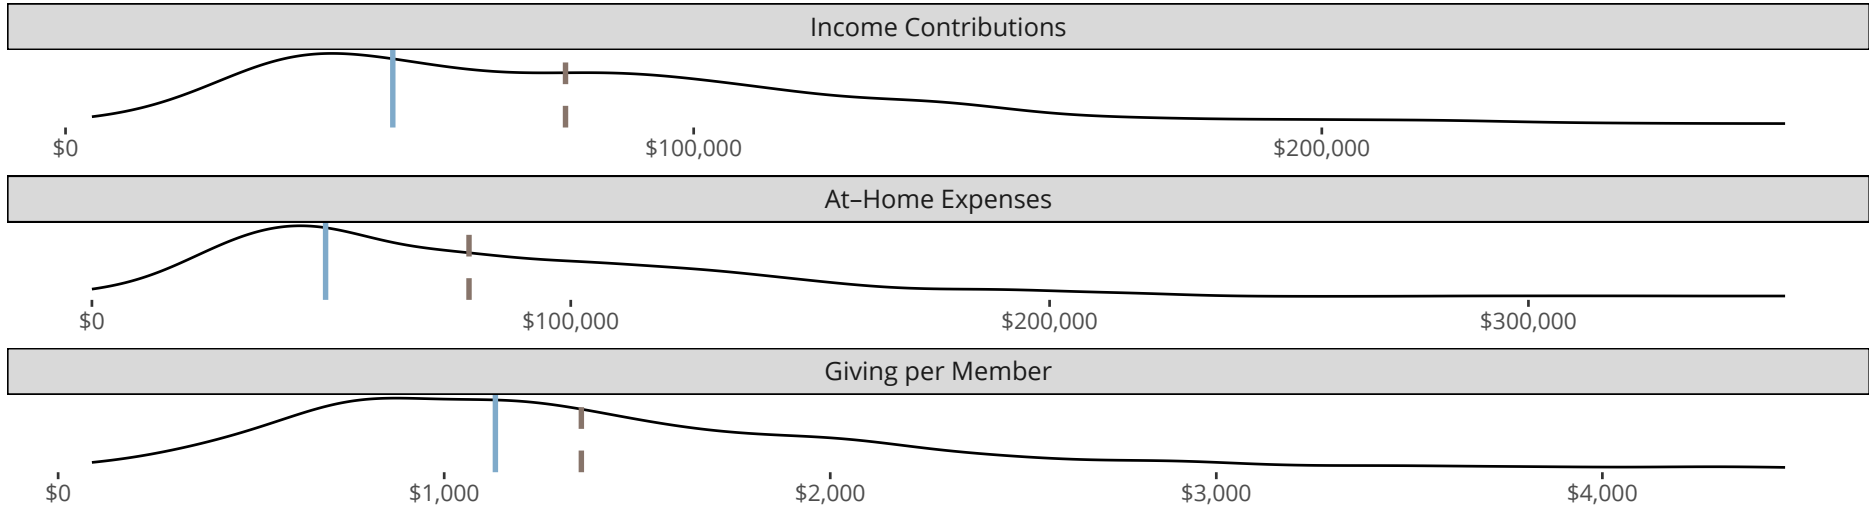 Income Contributions
$0 $100,000 $200,000
At–Home Expenses
$0 $100,000 $200,000 $300,000
Giving per Member
$0 $1,000 $2,000 $3,000 $4,000